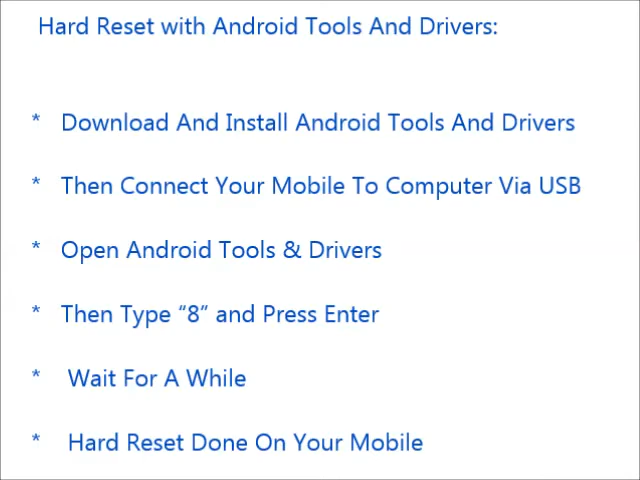 Hard Reset with Android Tools And Drivers:
* Download And Install Android Tools And Drivers
* Then Connect Your Mobile To Computer Via USB
* Open Android Tools & Drivers
* Then Type “8” and Press Enter
* Wait For A While
* Hard Reset Done On Your Mobile